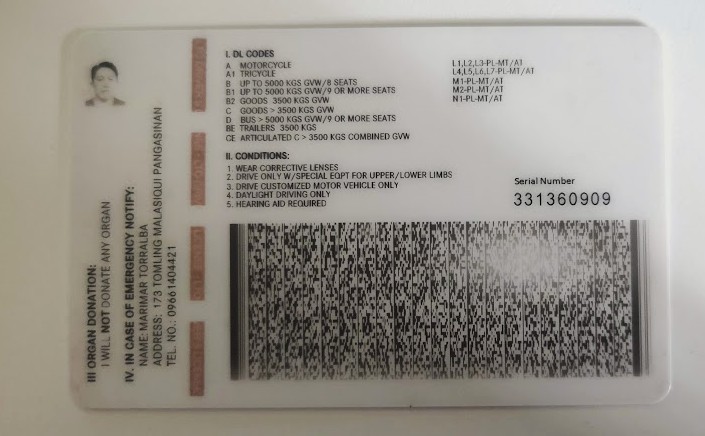 I. DL CODES
A MOTORCYCLE L1,L2,L3-PL-MT/AT
A1 TRICYCLE L4,L5,L6,L7-PL-MT/AT
B UP TO 5000 KGS GVW/8 SEATS M1-PL-MT/AT
B1 UP TO 5000 KGS GVW/9 OR MORE SEATS M2-PL-MT/AT
B2 GOODS 3500 KGS GVW N1-PL-MT/AT
C GOODS > 3500 KGS GVW
D BUS > 5000 KGS GVW/9 OR MORE SEATS
BE TRAILERS 3500 KGS
CE ARTICULATED C > 3500 KGS COMBINED GVW
II. CONDITIONS:
1. WEAR CORRECTIVE LENSES
2. DRIVE ONLY W/SPECIAL EQPT FOR UPPER/LOWER LIMBS
3. DRIVE CUSTOMIZED MOTOR VEHICLE ONLY
4. DAYLIGHT DRIVING ONLY
5. HEARING AID REQUIRED
Serial Number
331360909
III ORGAN DONATION:
I WILL NOT DONATE ANY ORGAN
IV. IN CASE OF EMERGENCY NOTIFY:
NAME: MARIMAR TORRALBA
ADDRESS: 173 TOMLING MALASIQUI PANGASINAN
TEL. NO.: 09661404421